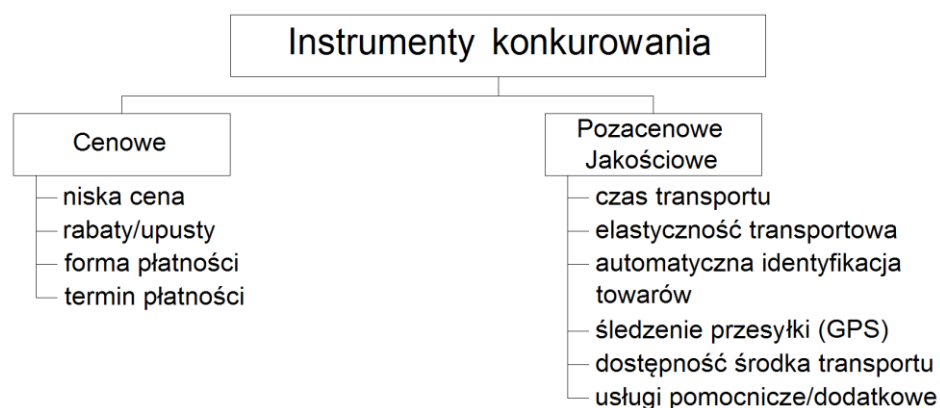 Instrumenty konkurowania
Cenowe
niska cena
rabaty/upusty
forma płatności
termin płatności
Pozacenowe
Jakościowe
czas transportu
elastyczność transportowa
automatyczna identyfikacja
towarów
śledzenie przesyłki (GPS)
dostępność środka transportu
usługi pomocnicze/dodatkowe